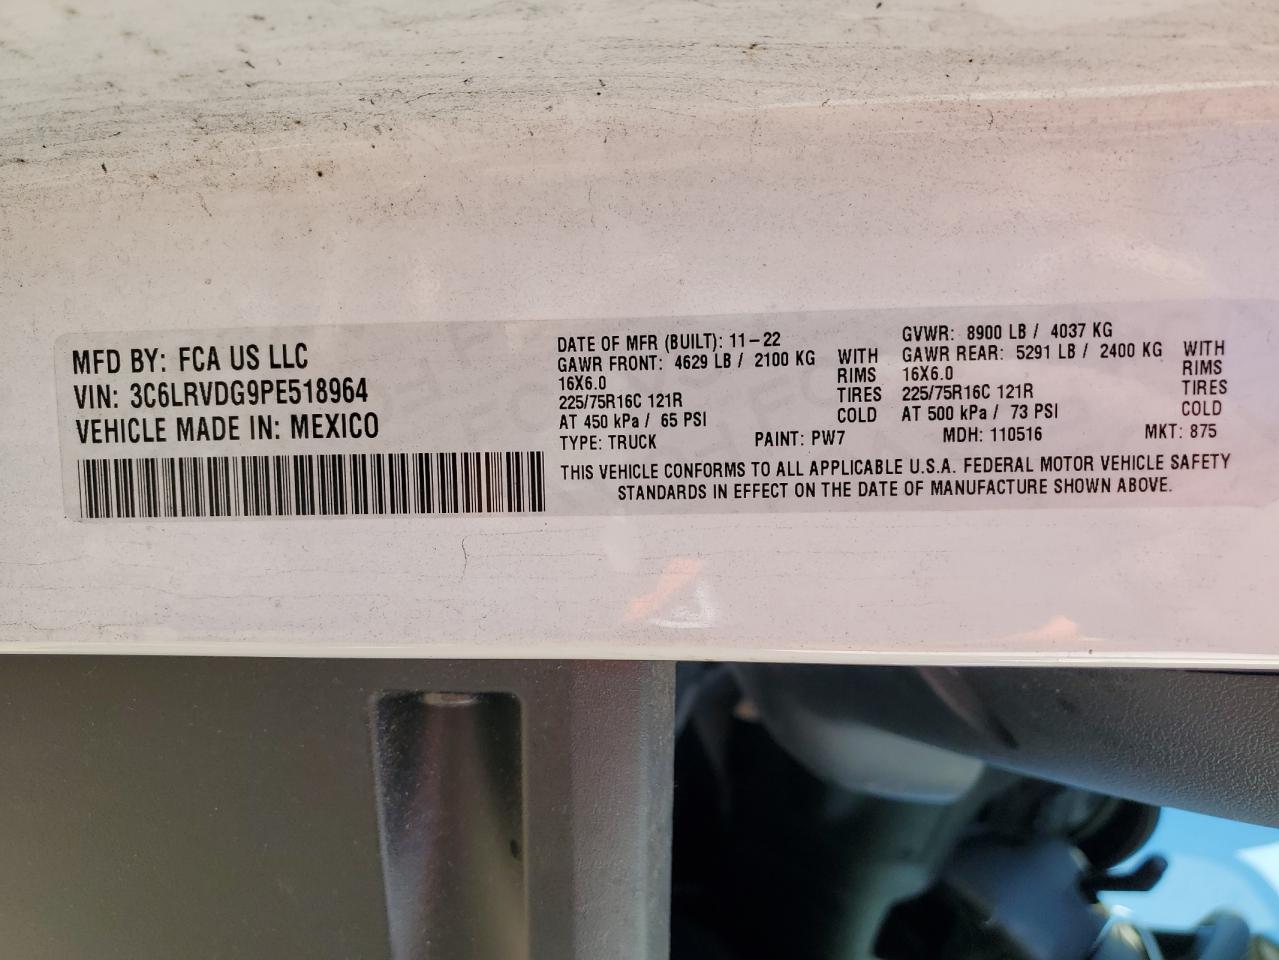 MFD BY: FCA US LLC
VIN: 3C6LRVDG9PE518964
VEHICLE MADE IN: MEXICO
DATE OF MFR (BUILT): 11-22
GAWR FRONT: 4629 LB / 2100 KG WITH
16X6.0 RIMS
225/75R16C 121R TIRES
AT 450 kPa / 65 PSI COLD
TYPE: TRUCK PAINT: PW7
GVWR: 8900 LB / 4037 KG
GAWR REAR: 5291 LB / 2400 KG WITH
16X6.0 RIMS
225/75R16C 121R TIRES
AT 500 kPa / 73 PSI COLD
MDH: 110516 MKT: 875
THIS VEHICLE CONFORMS TO ALL APPLICABLE U.S.A. FEDERAL MOTOR VEHICLE SAFETY
STANDARDS IN EFFECT ON THE DATE OF MANUFACTURE SHOWN ABOVE.